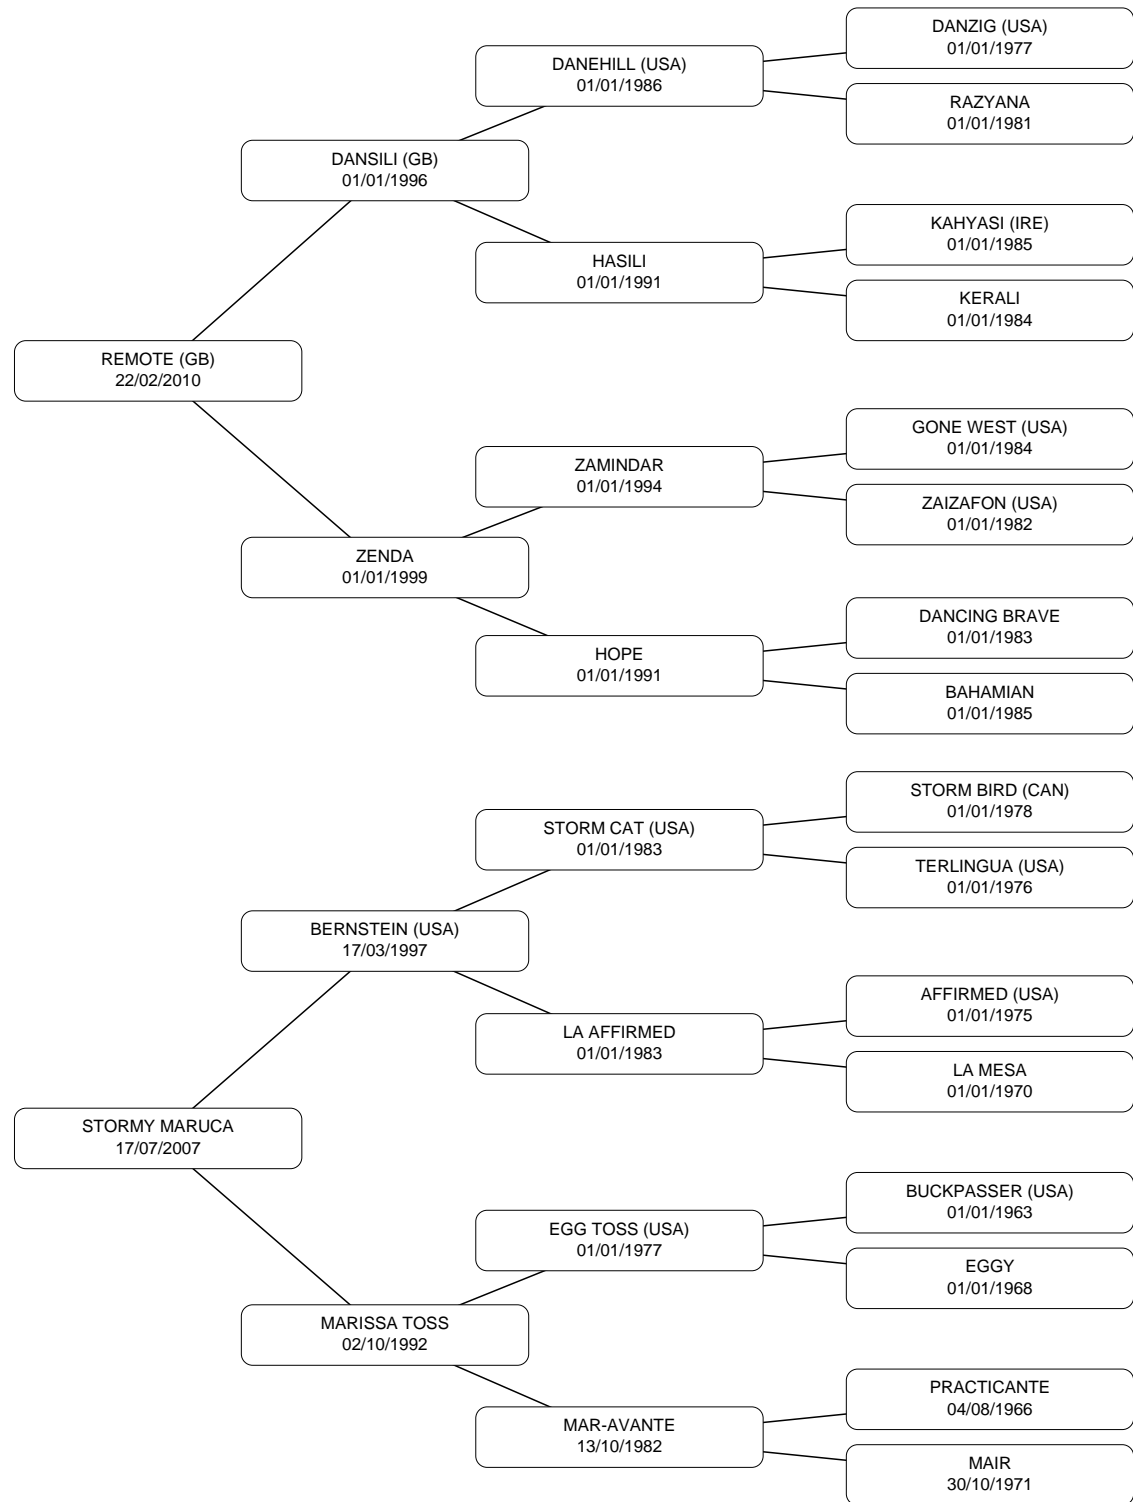 DANZIG (USA)
01/01/1977
DANEHILL (USA)
01/01/1986
RAZYANA
01/01/1981
DANSILI (GB)
01/01/1996
KAHYASI (IRE)
01/01/1985
HASILI
01/01/1991
KERALI
01/01/1984
REMOTE (GB)
22/02/2010
GONE WEST (USA)
01/01/1984
ZAMINDAR
01/01/1994
ZAIZAFON (USA)
01/01/1982
ZENDA
01/01/1999
DANCING BRAVE
01/01/1983
HOPE
01/01/1991
BAHAMIAN
01/01/1985
STORM BIRD (CAN)
01/01/1978
STORM CAT (USA)
01/01/1983
TERLINGUA (USA)
01/01/1976
BERNSTEIN (USA)
17/03/1997
AFFIRMED (USA)
01/01/1975
LA AFFIRMED
01/01/1983
LA MESA
01/01/1970
STORMY MARUCA
17/07/2007
BUCKPASSER (USA)
01/01/1963
EGG TOSS (USA)
01/01/1977
EGGY
01/01/1968
MARISSA TOSS
02/10/1992
PRACTICANTE
04/08/1966
MAR-AVANTE
13/10/1982
MAIR
30/10/1971